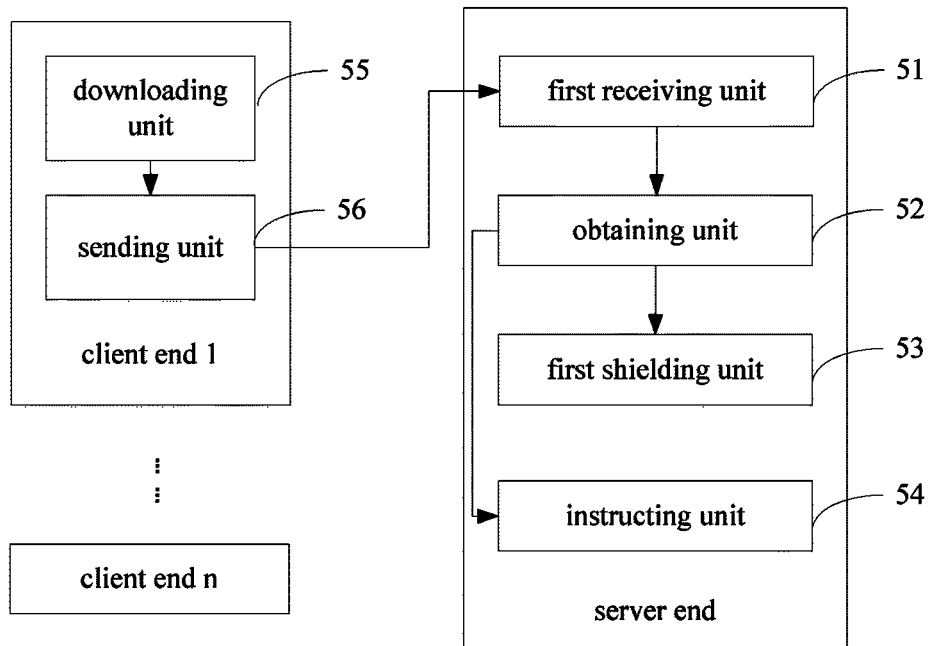 downloading
unit
55
sending unit
56
client end 1
client end n
first receiving unit
51
obtaining unit
52
first shielding unit
53
instructing unit
54
server end